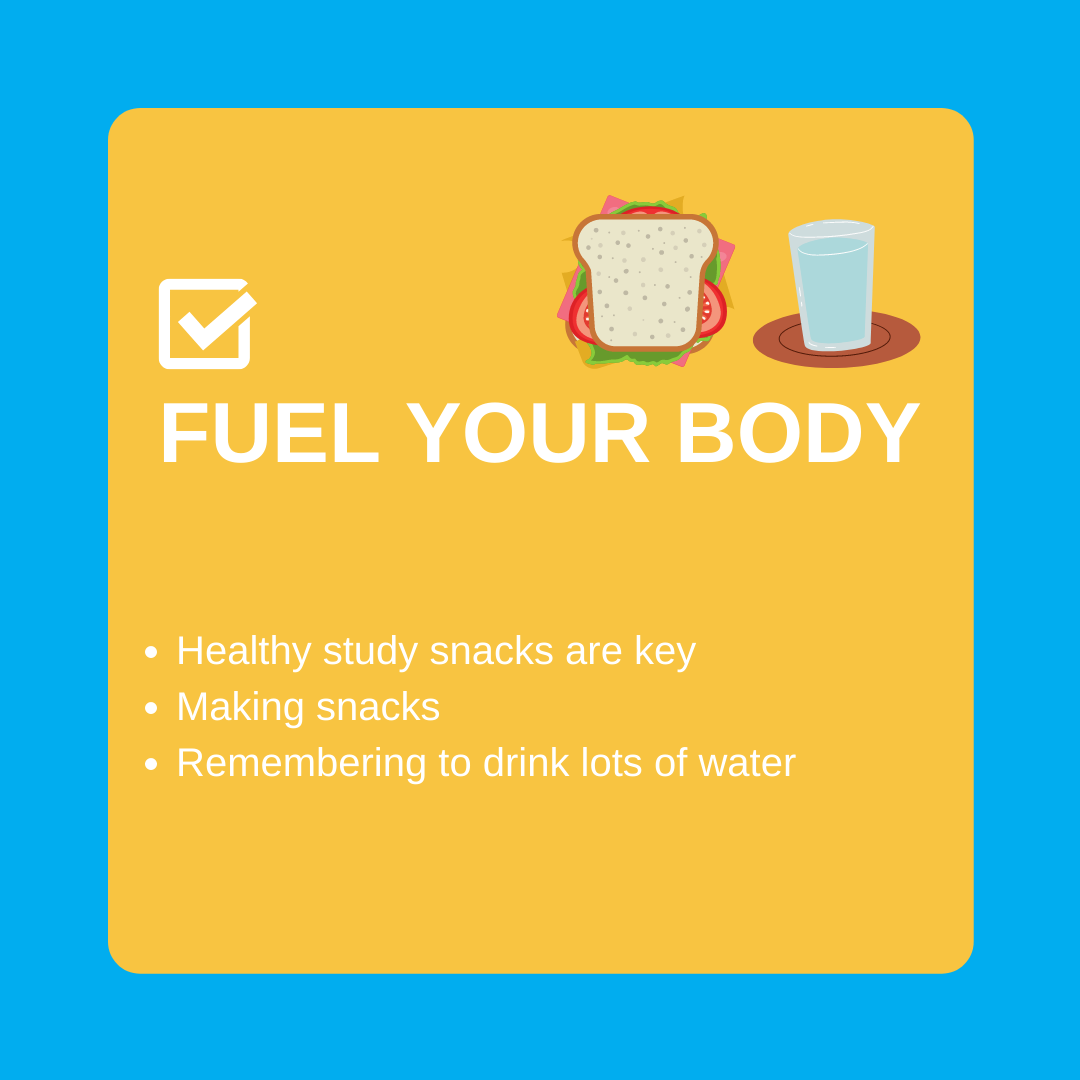 FUEL YOUR BODY
• Healthy study snacks are key
• Making snacks
• Remembering to drink lots of water